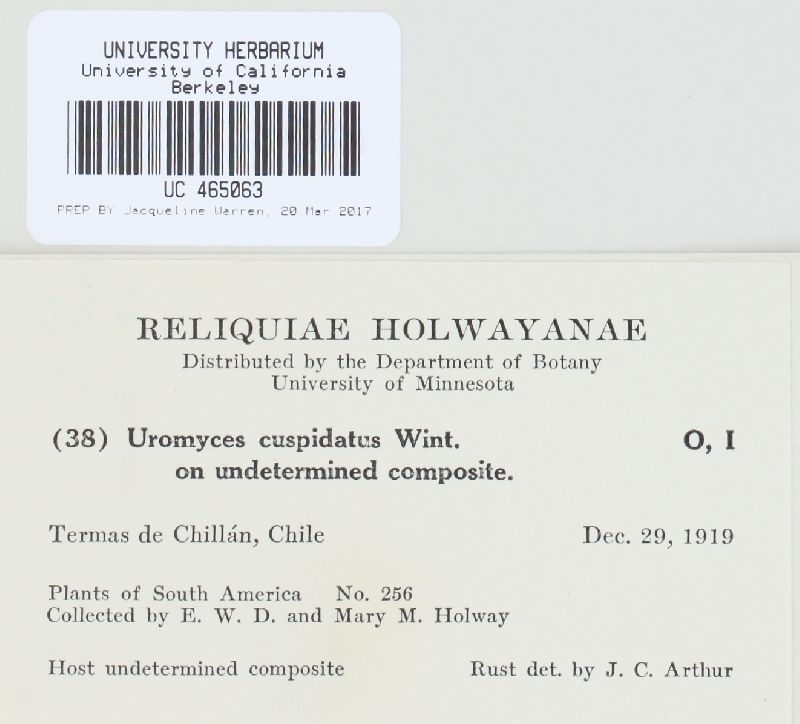 UNIVERSITY HERBARIUM
University of California
Berkeley
UC 465063
PREP BY Jacqueline Warren, 20 Mar 2017
RELIQUIAE HOLWAYANAE
Distributed by the Department of Botany
University of Minnesota
(38) Uromyces cuspidatus Wint. O, I
on undetermined composite.
Termas de Chillán, Chile Dec. 29, 1919
Plants of South America No. 256
Collected by E. W. D. and Mary M. Holway
Host undetermined composite Rust det. by J. C. Arthur